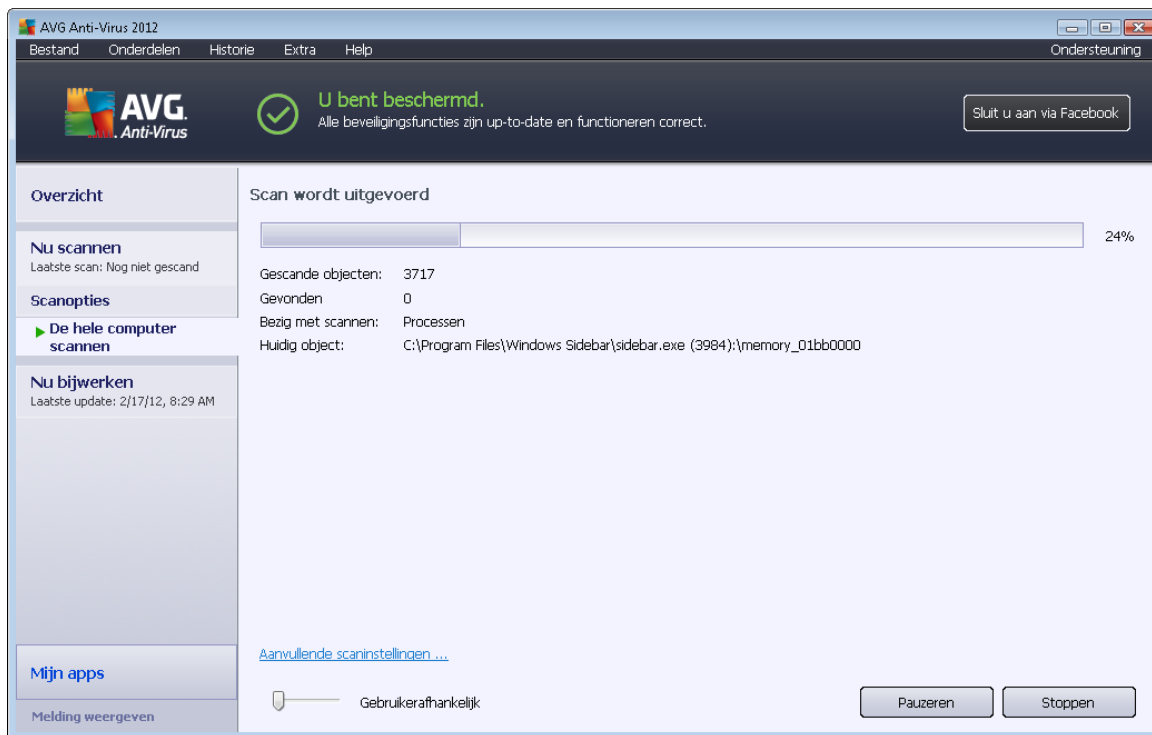 AVG Anti-Virus 2012
Bestand Onderdelen Historie Extra Help Ondersteuning
AVG.
Anti-Virus
U bent beschermd.
Alle beveiligingsfuncties zijn up-to-date en functioneren correct.
Sluit u aan via Facebook
Overzicht
Nu scannen
Laatste scan: Nog niet gescand
Scanopties
De hele computer
scannen
Nu bijwerken
Laatste update: 2/17/12, 8:29 AM
Mijn apps
Melding weergeven
Scan wordt uitgevoerd
24%
Gescande objecten: 3717
Gevonden 0
Bezig met scannen: Processen
Huidig object: C:\Program Files\Windows Sidebar\sidebar.exe (3984):\memory_01bb0000
Aanvullende scaninstellingen ...
Gebruikerafhankelijk
Pauzeren
Stoppen